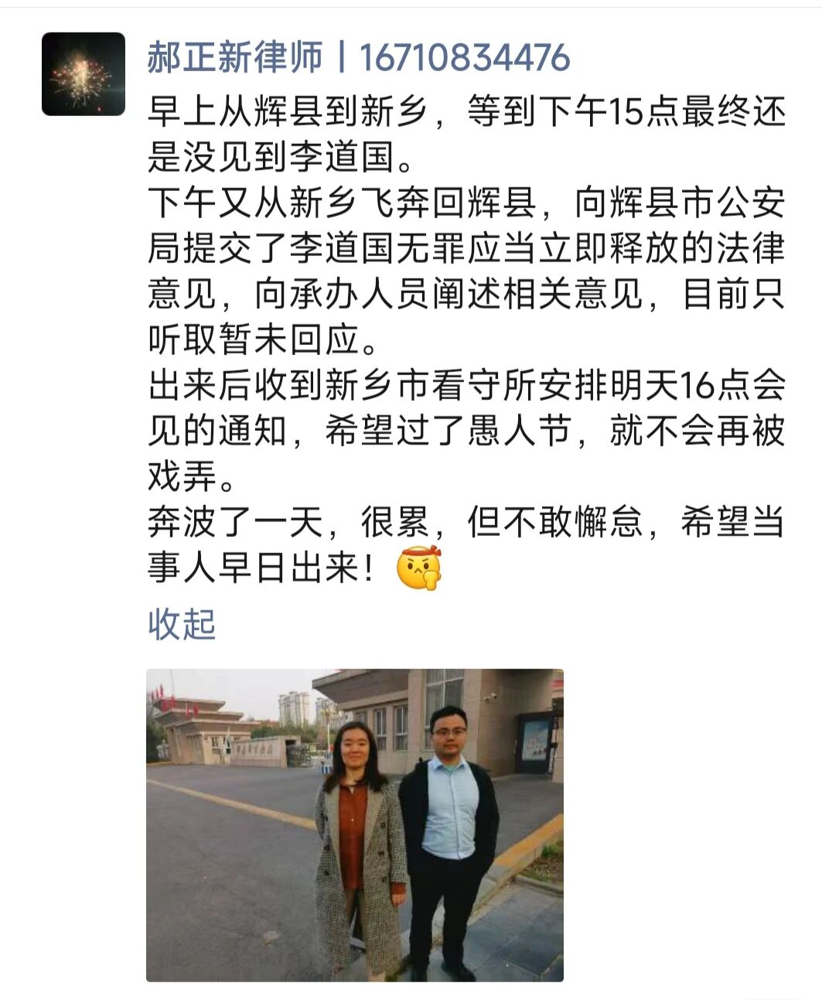 郝正新律师丨16710834476
早上从辉县到新乡，等到下午15点最终还
是没见到李道国。
下午又从新乡飞奔回辉县，向辉县市公安
局提交了李道国无罪应当立即释放的法律
意见，向承办人员阐述相关意见，目前只
听取暂未回应。
出来后收到新乡市看守所安排明天16点会
见的通知，希望过了愚人节，就不会再被
戏弄。
奔波了一天，很累，但不敢懈怠，希望当
事人早日出来！
收起